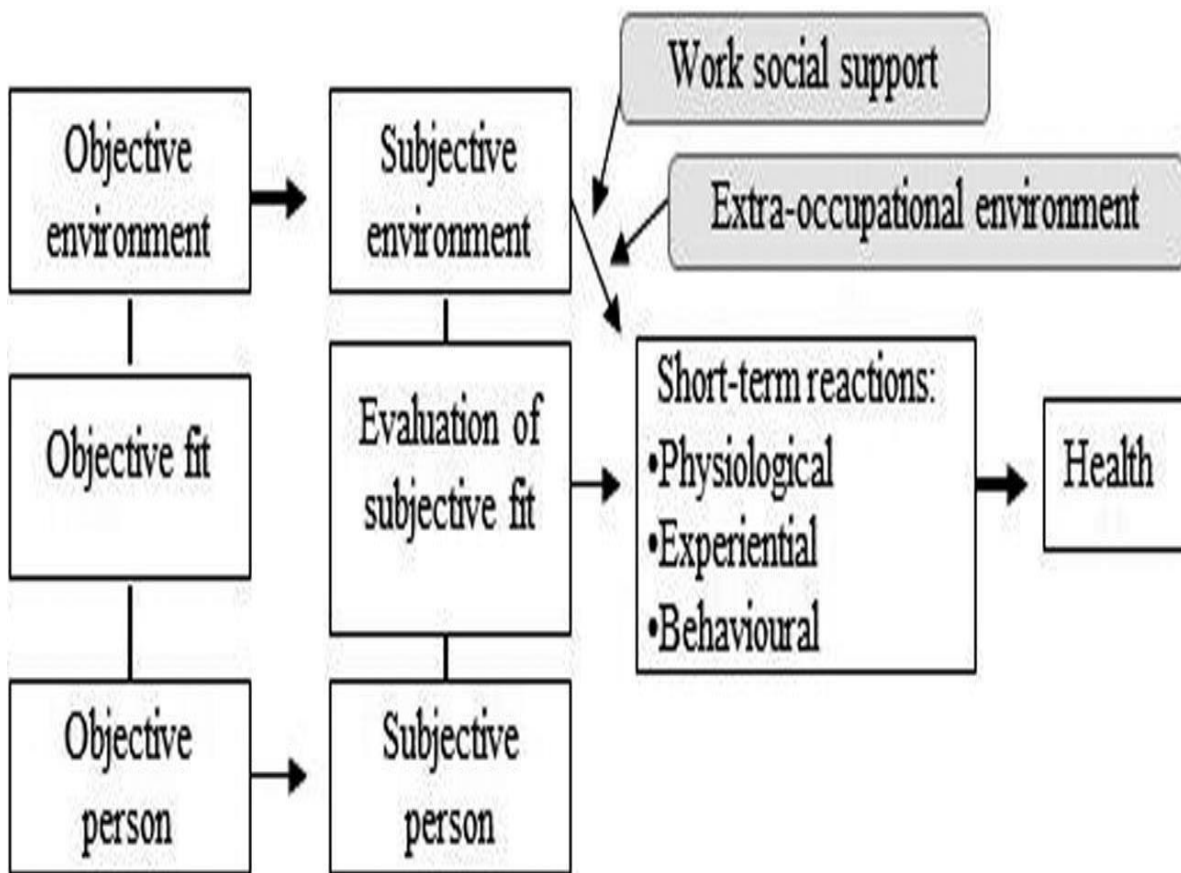 Work social support
Extra-occupational environment
Objective
environment
Subjective
environment
Objective fit
Evaluation of
subjective fit
Short-term reactions:
•Physiological
•Experiential
•Behavioural
Health
Objective
person
Subjective
person